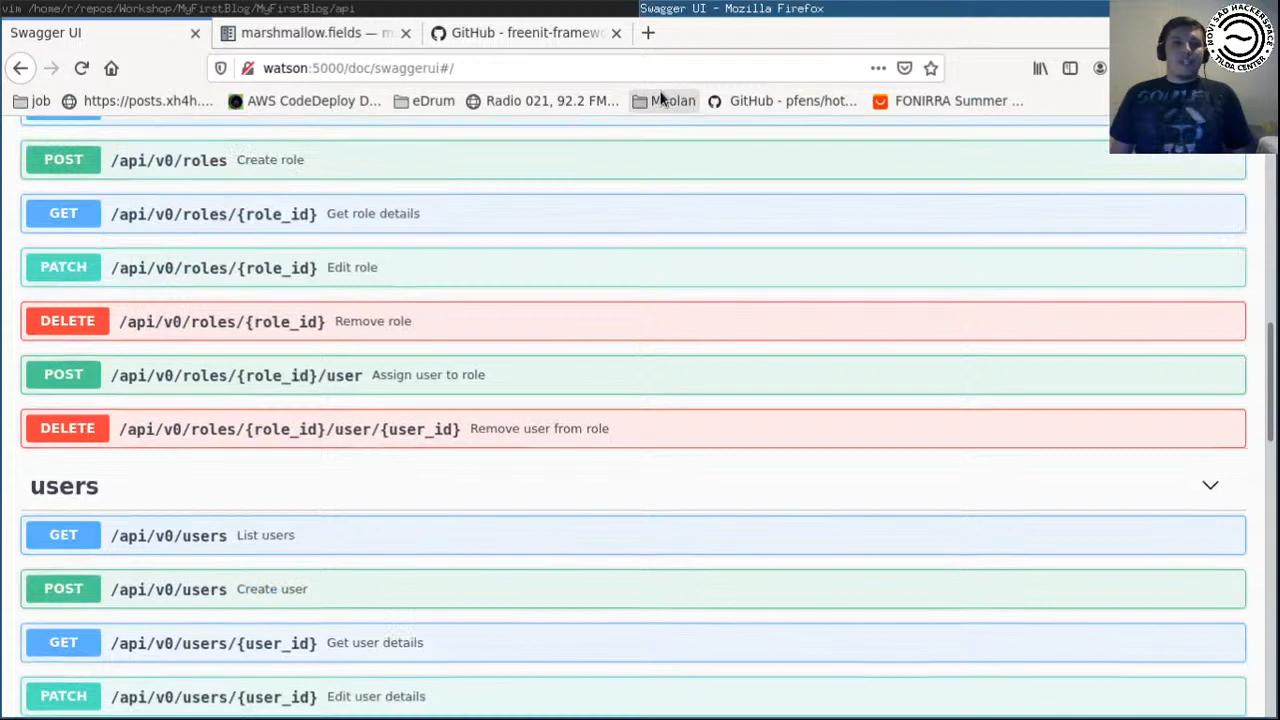 vim /home/r/repos/Workshop/MyFirstBlog/MyFirstBlog/api
Swagger UI - Mozilla Firefox
Swagger UI
marshmallow.fields — m
GitHub - freenit-framewo
watson:5000/doc/swaggerui#/
job
https://posts.xh4h....
AWS CodeDeploy D...
eDrum
Radio 021, 92.2 FM...
GitHub - pfens/hot...
FONIRRA Summer ...
NOVI SAD HACKERSPACE
TILDA CENTER
POST /api/v0/roles Create role
GET /api/v0/roles/{role_id} Get role details
PATCH /api/v0/roles/{role_id} Edit role
DELETE /api/v0/roles/{role_id} Remove role
POST /api/v0/roles/{role_id}/user Assign user to role
DELETE /api/v0/roles/{role_id}/user/{user_id} Remove user from role
users
GET /api/v0/users List users
POST /api/v0/users Create user
GET /api/v0/users/{user_id} Get user details
PATCH /api/v0/users/{user_id} Edit user details